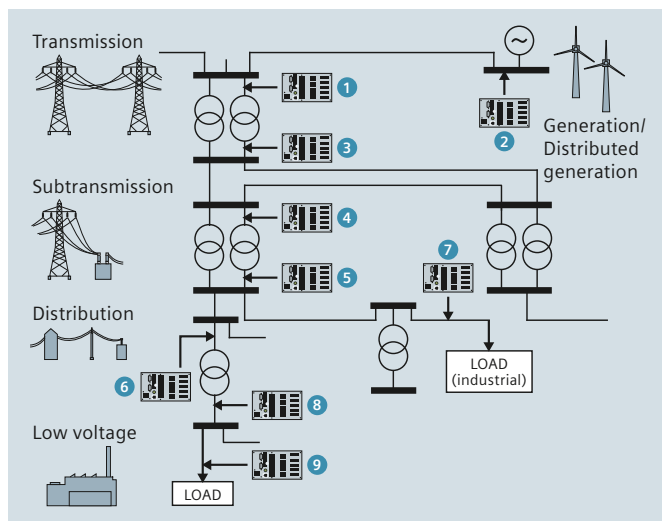 Transmission
~
1
2
Generation/
Distributed
generation
3
Subtransmission
4
5
7
Distribution
LOAD
(industrial)
6
8
Low voltage
9
LOAD